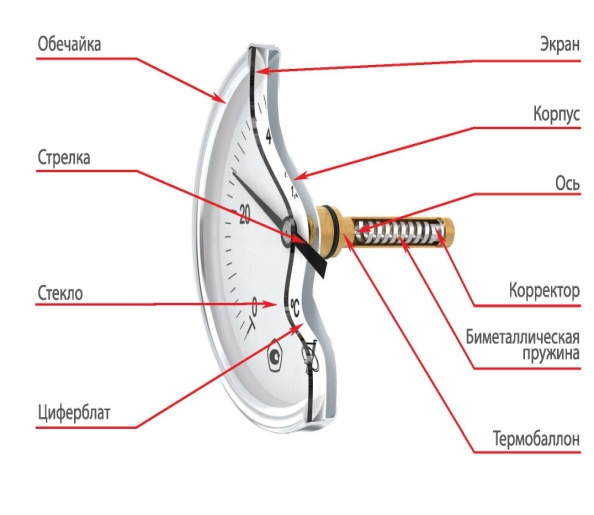 Обечайка
Экран
Корпус
Стрелка
Ось
Стекло
Корректор
Биметаллическая
пружина
Циферблат
Термобаллон
4
20
0
°C